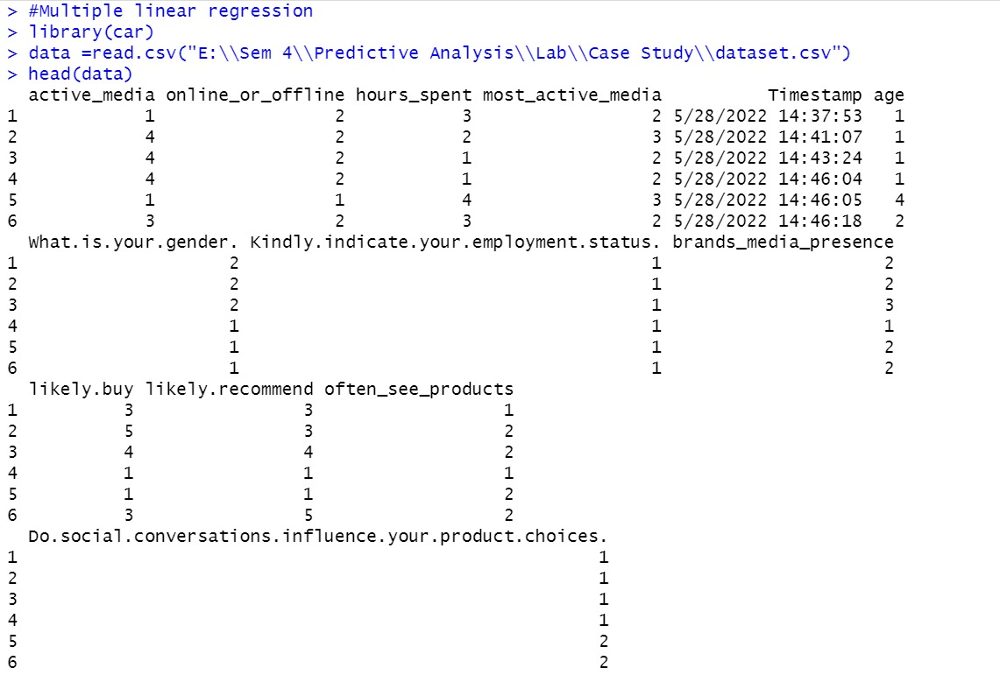 > #Multiple linear regression
> library(car)
> data =read.csv("E:\\Sem 4\\Predictive Analysis\\Lab\\Case Study\\dataset.csv")
> head(data)
  active_media online_or_offline hours_spent most_active_media          Timestamp age
1            1                 2           3                 2 5/28/2022 14:37:53   1
2            4                 2           2                 3 5/28/2022 14:41:07   1
3            4                 2           1                 2 5/28/2022 14:43:24   1
4            4                 2           1                 2 5/28/2022 14:46:04   1
5            1                 1           4                 3 5/28/2022 14:46:05   4
6            3                 2           3                 2 5/28/2022 14:46:18   2
  What.is.your.gender. Kindly.indicate.your.employment.status. brands_media_presence
1                    2                                       1                     2
2                    2                                       1                     2
3                    2                                       1                     3
4                    1                                       1                     1
5                    1                                       1                     2
6                    1                                       1                     2
  likely.buy likely.recommend often_see_products
1          3                3                  1
2          5                3                  2
3          4                4                  2
4          1                1                  1
5          1                1                  2
6          3                5                  2
  Do.social.conversations.influence.your.product.choices.
1                                                       1
2                                                       1
3                                                       1
4                                                       1
5                                                       2
6                                                       2